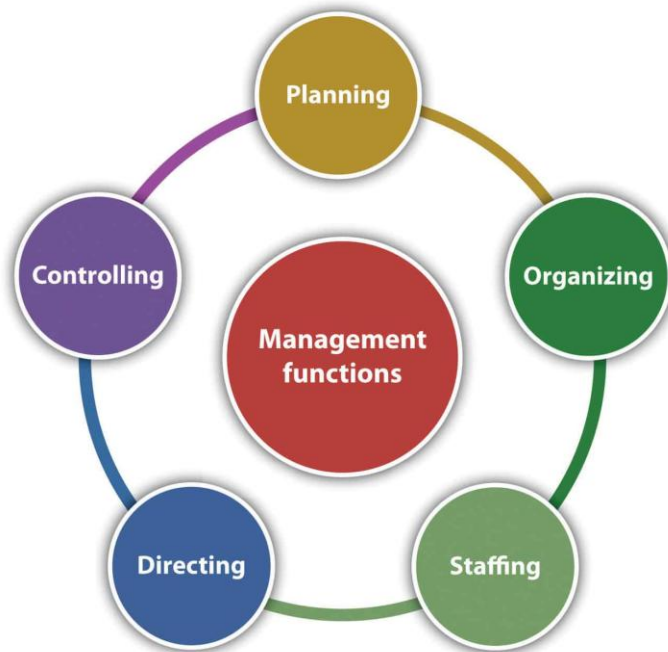 Planning
Organizing
Staffing
Directing
Controlling
Management
functions